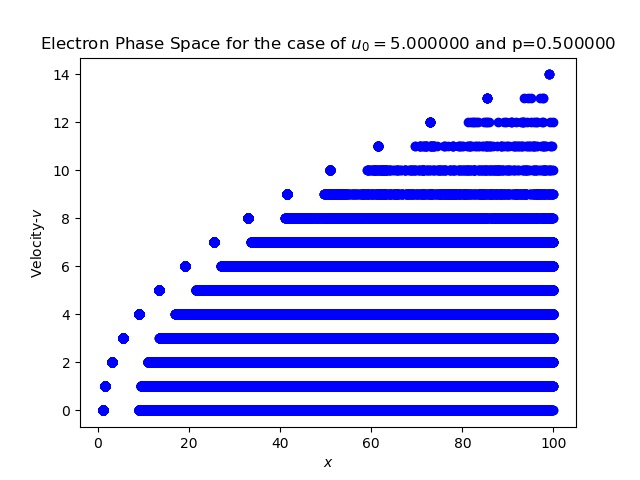 Electron Phase Space for the case of $u_0 = 5.000000$ and p=0.500000
14
12
10
8
6
4
2
0
Velocity-$v$
0 20 40 60 80 100
$x$